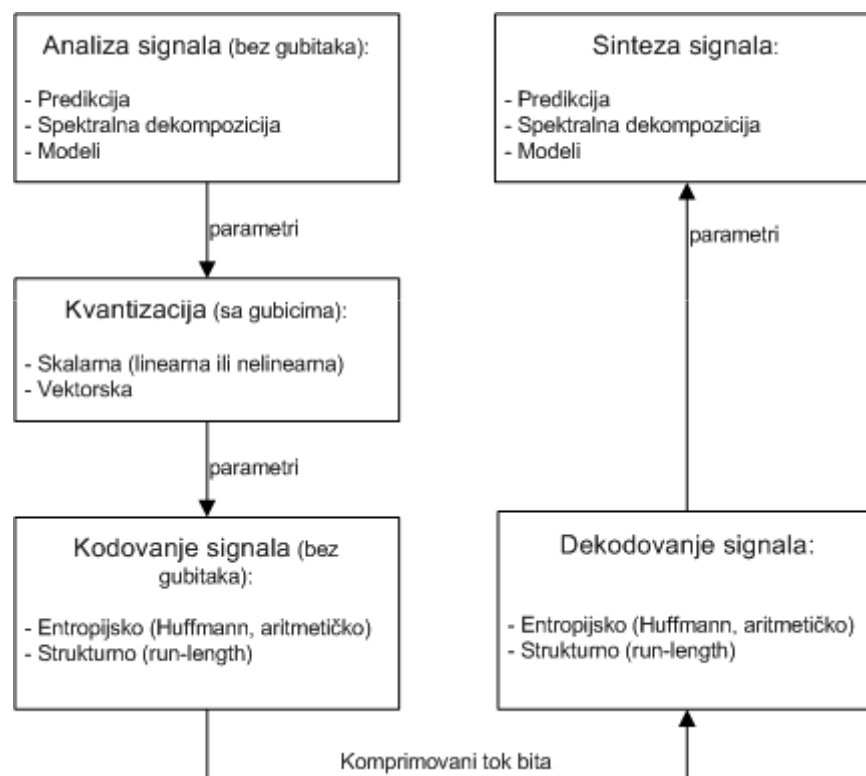 Analiza signala (bez gubitaka):
- Predikcija
- Spektralna dekompozicija
- Modeli
parametri
Kvantizacija (sa gubicima):
- Skalarna (linearna ili nelinearna)
- Vektorska
parametri
Kodovanje signala (bez
gubitaka):
- Entropijsko (Huffmann, aritmetičko)
- Strukturno (run-length)
Komprimovani tok bita
Dekodovanje signala:
- Entropijsko (Huffmann, aritmetičko)
- Strukturno (run-length)
parametri
Sinteza signala:
- Predikcija
- Spektralna dekompozicija
- Modeli